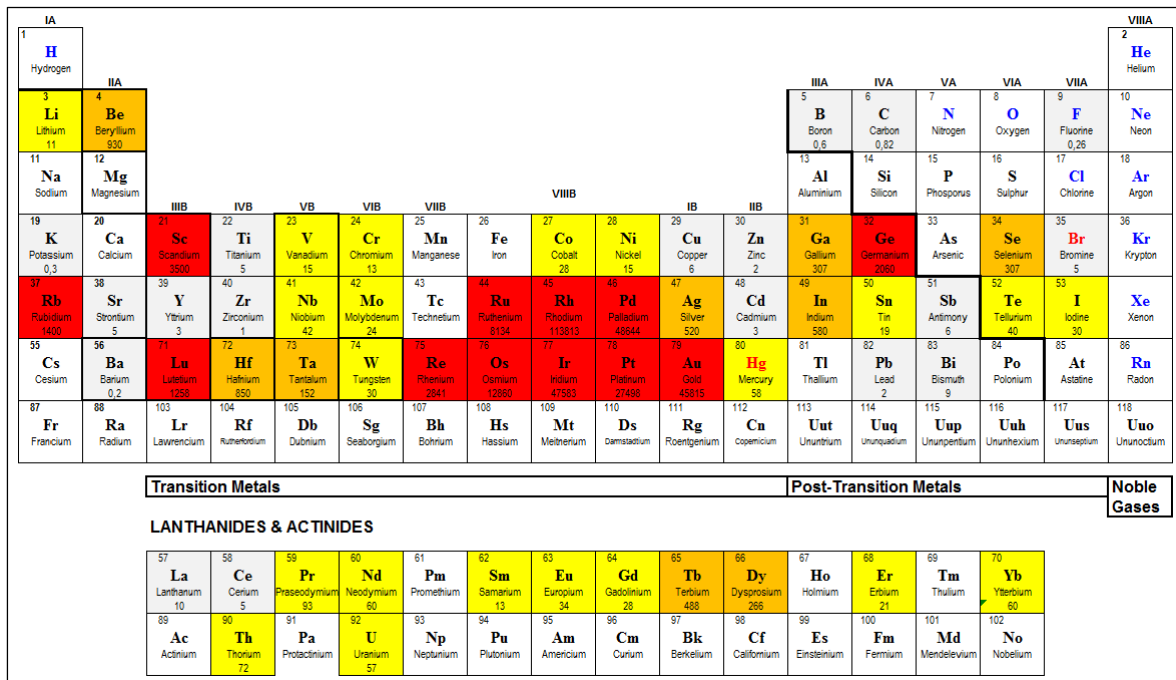 IA VIIIA
1 2
H He
Hydrogen Helium
IIA IIIA IVA VA VIA VIIA
3 4 5 6 7 8 9 10
Li Be B C N O F Ne
Lithium Beryllium Boron Carbon Nitrogen Oxygen Fluorine Neon
11 930 0,6 0,82 0,26
11 12 13 14 15 16 17 18
Na Mg Al Si P S Cl Ar
Sodium Magnesium Aluminium Silicon Phosporus Sulphur Chlorine Argon
IIIB IVB VB VIB VIIB VIIIB IB IIB
19 20 21 22 23 24 25 26 27 28 29 30 31 32 33 34 35 36
K Ca Sc Ti V Cr Mn Fe Co Ni Cu Zn Ga Ge As Se Br Kr
Potassium Calcium Scandium Titanium Vanadium Chromium Manganese Iron Cobalt Nickel Copper Zinc Gallium Germanium Arsenic Selenium Bromine Krypton
0,3 3500 5 15 13 28 15 6 2 307 2060 307 5
37 38 39 40 41 42 43 44 45 46 47 48 49 50 51 52 53
Rb Sr Y Zr Nb Mo Tc Ru Rh Pd Ag Cd In Sn Sb Te I Xe
Rubidium Strontium Yttrium Zirconium Niobium Molybdenum Technetium Ruthenium Rhodium Palladium Silver Cadmium Indium Tin Antimony Tellurium Iodine Xenon
1400 5 3 1 42 24 8134 113813 48644 520 3 580 19 6 40 30
55 56 71 72 73 74 75 76 77 78 79 80 81 82 83 84 85 86
Cs Ba Lu Hf Ta W Re Os Ir Pt Au Hg Tl Pb Bi Po At Rn
Cesium Barium Lutetium Hafnium Tantalum Tungsten Rhenium Osmium Platinum Gold Mercury Thallium Lead Bismuth Polonium Astatine Radon
0,2 1258 850 152 30 2841 12860 47583 27498 45815 58 2 9
87 88 103 104 105 106 107 108 109 110 111 112 113 114 115 116 117 118
Fr Ra Lr Rf Db Sg Bh Hs Mt Ds Rg Cn Uut Uuq Uup Uuh Uus Uuo
Francium Radium Lawrencium Rutherfordium Dubnium Seaborgium Bohrium Hassium Meitnerium Roentgenium Ununtrium Ununquadium Ununpentium Ununhexium Ununseptium Ununoctium
Transition Metals Post-Transition Metals Noble
Gases
LANTHANIDES & ACTINIDES
57 58 59 60 61 62 63 64 65 66 67 68 69 70
La Ce Pr Nd Pm Sm Eu Gd Tb Dy Ho Er Tm Yb
Lanthanum Cerium Praseodymium Neodymium Promethium Samarium Europium Gadolinium Terbium Dysprosium Holmium Erbium Thulium Ytterbium
10 5 93 60 13 34 28 488 266 21 60
89 90 91 92 93 94 95 96 97 98 99 100 101 102
Ac Th Pa U Np Pu Am Cm Bk Cf Es Fm Md No
Actinium Thorium Protactinium Uranium Neptunium Plutonium Americium Curium Berkelium Californium Einsteinium Fermium Mendelevium Nobelium
72 57